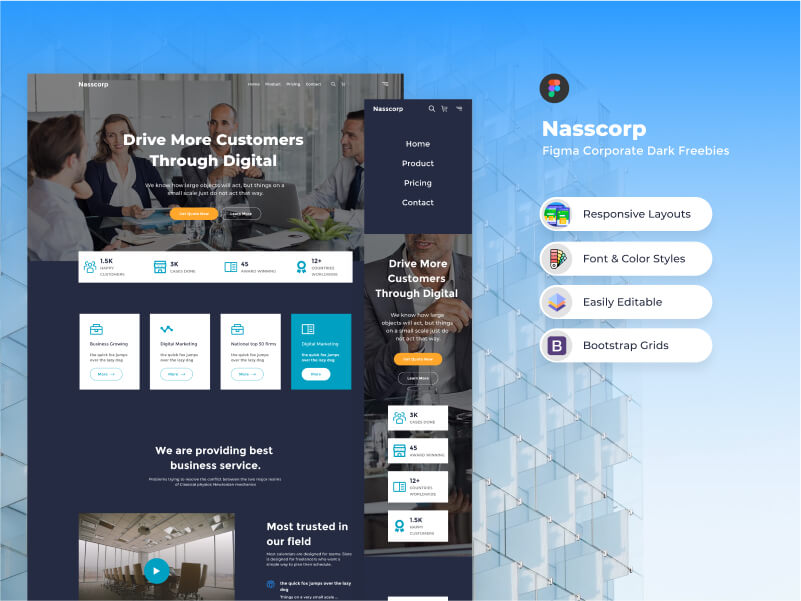 Nasscorp
Home Product Pricing Contact
Drive More Customers
Through Digital
We know how large objects will act, but things on a
small scale just do not act that way.
Get Quote Now
Learn More
1.5K
HAPPY
CUSTOMERS
3K
CASES DONE
45
AWARD WINNING
12+
COUNTRIES
WORLDWIDE
Business Growing
the quick fox jumps
over the lazy dog
More
Digital Marketing
the quick fox jumps
over the lazy dog
More
National top 50 firms
the quick fox jumps
over the lazy dog
More
Digital Marketing
the quick fox jumps
over the lazy dog
More
We are providing best
business service.
Problems trying to resolve the conflict between the two major realms
of Classical physics: Newtonian mechanics
Most trusted in
our field
Most calendars are designed for teams. Slate
is designed for freelancers who want a
simple way to plan their schedule.
the quick fox jumps over the lazy
dog
Things on a very small scale ...
Nasscorp
Home
Product
Pricing
Contact
Drive More
Customers
Through Digital
We know how large
objects will act, but things
on a small scale just do
not act that way.
Get Quote Now
Learn More
3K
CASES DONE
45
AWARD WINNING
12+
COUNTRIES
WORLDWIDE
1.5K
HAPPY
CUSTOMERS
Nasscorp
Figma Corporate Dark Freebies
Responsive Layouts
Font & Color Styles
Easily Editable
B
Bootstrap Grids